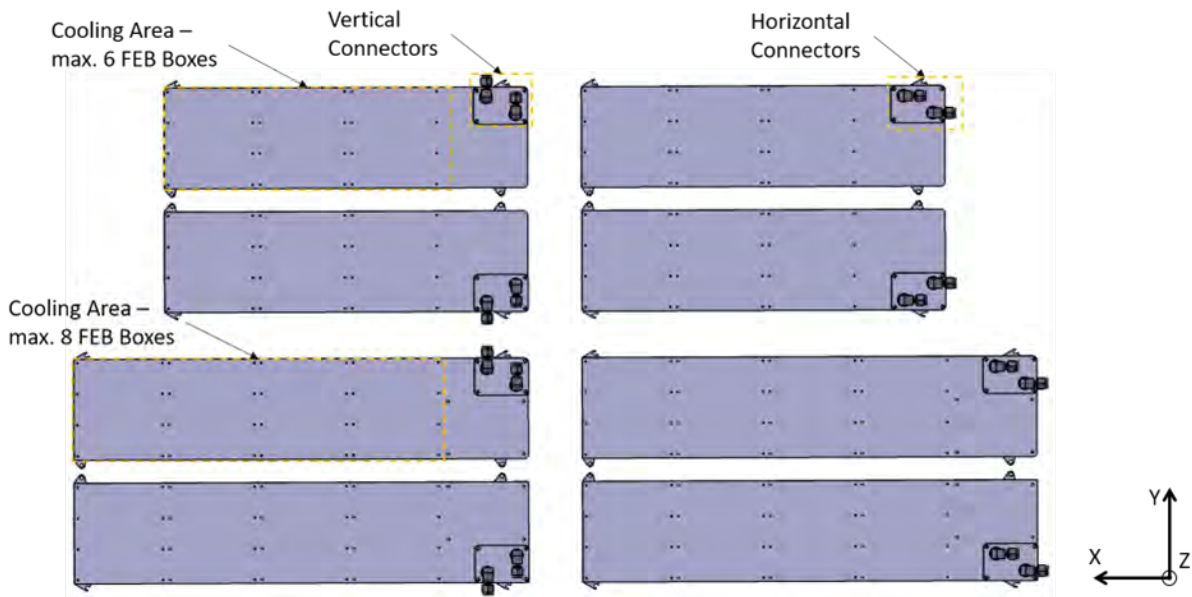 Cooling Area –
max. 6 FEB Boxes
Vertical
Connectors
Horizontal
Connectors
Cooling Area –
max. 8 FEB Boxes
Y
X
Z